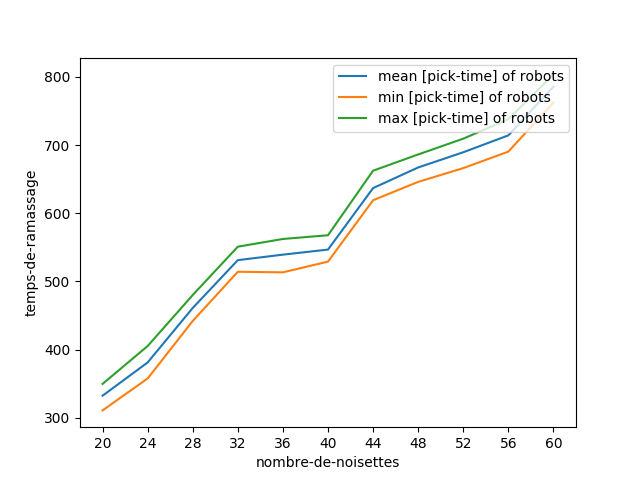 mean [pick-time] of robots
min [pick-time] of robots
max [pick-time] of robots
800
700
600
500
400
300
temps-de-ramassage
20 24 28 32 36 40 44 48 52 56 60
nombre-de-noisettes